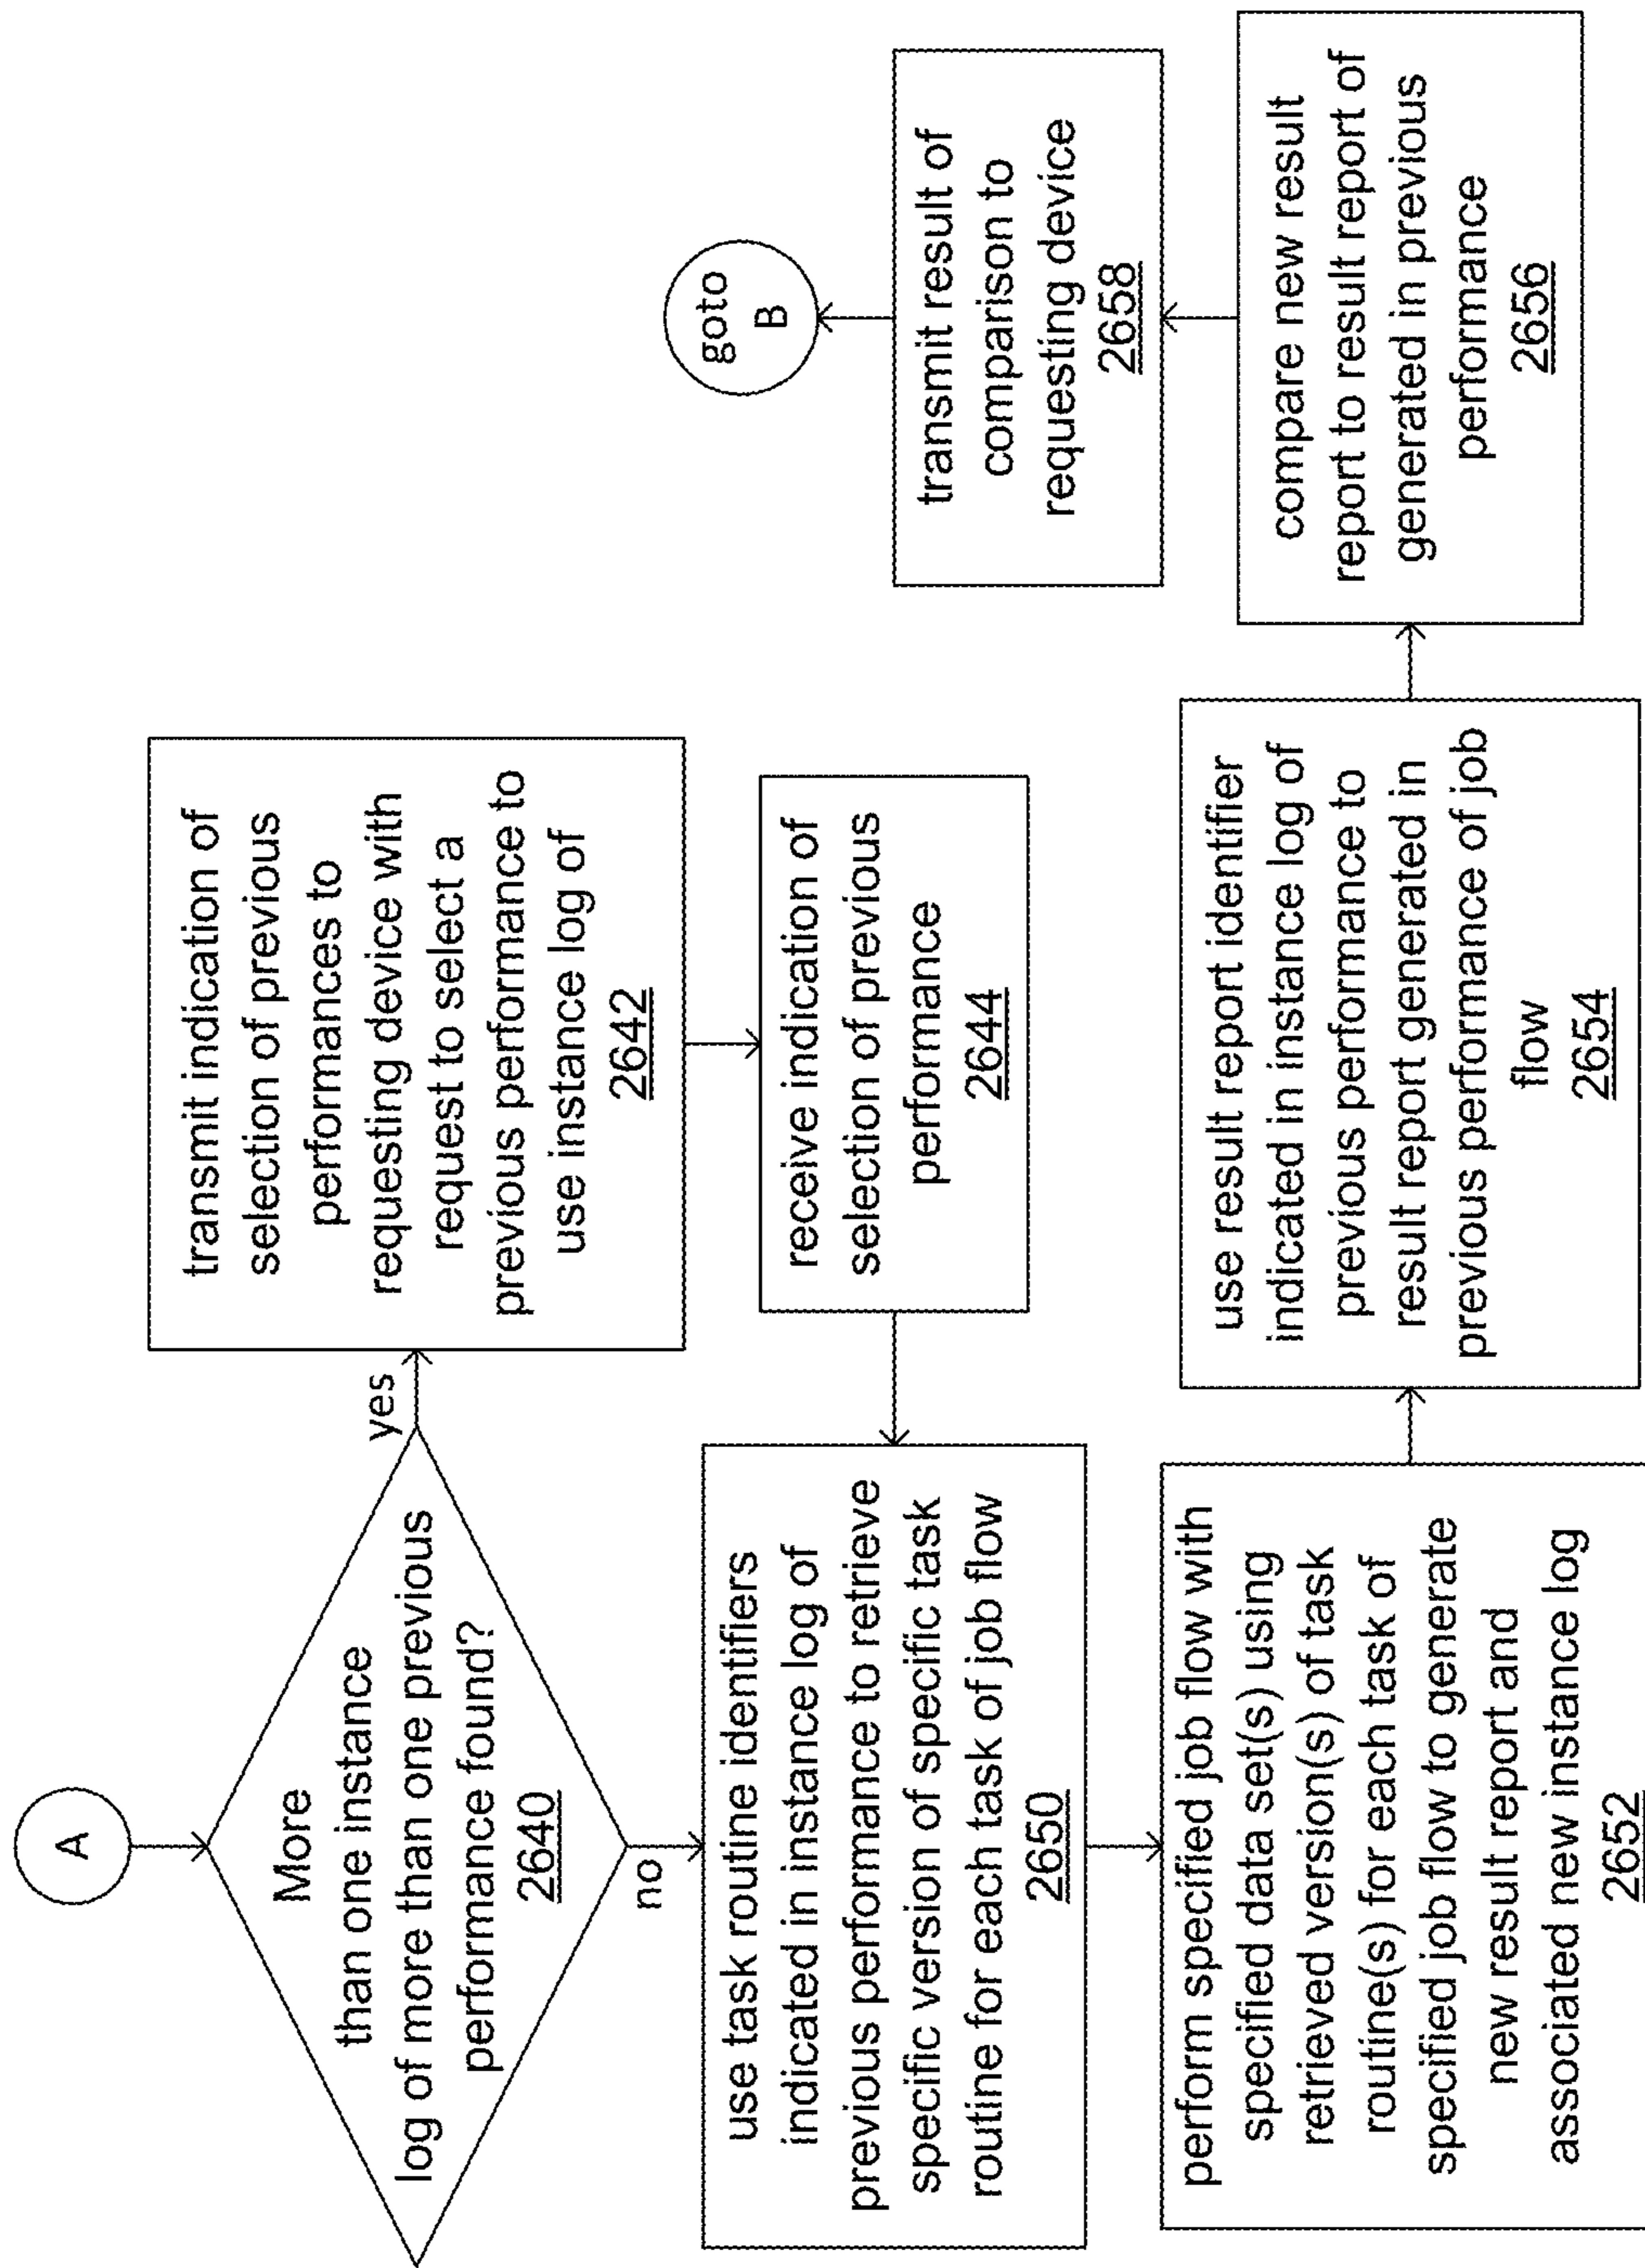 A
More
than one instance
log of more than one previous
performance found?
2640
yes
no
transmit indication of
selection of previous
performances to
requesting device with
request to select a
previous performance to
use instance log of
2642
receive indication of
selection of previous
performance
2644
use task routine identifiers
indicated in instance log of
previous performance to retrieve
specific version of specific task
routine for each task of job flow
2650
perform specified job flow with
specified data set(s) using
retrieved version(s) of task
routine(s) for each task of
specified job flow to generate
new result report and
associated new instance log
2652
use result report identifier
indicated in instance log of
previous performance to
result report generated in
previous performance of job
flow
2654
compare new result
report to result report of
generated in previous
performance
2656
transmit result of
comparison to
requesting device
2658
goto
B